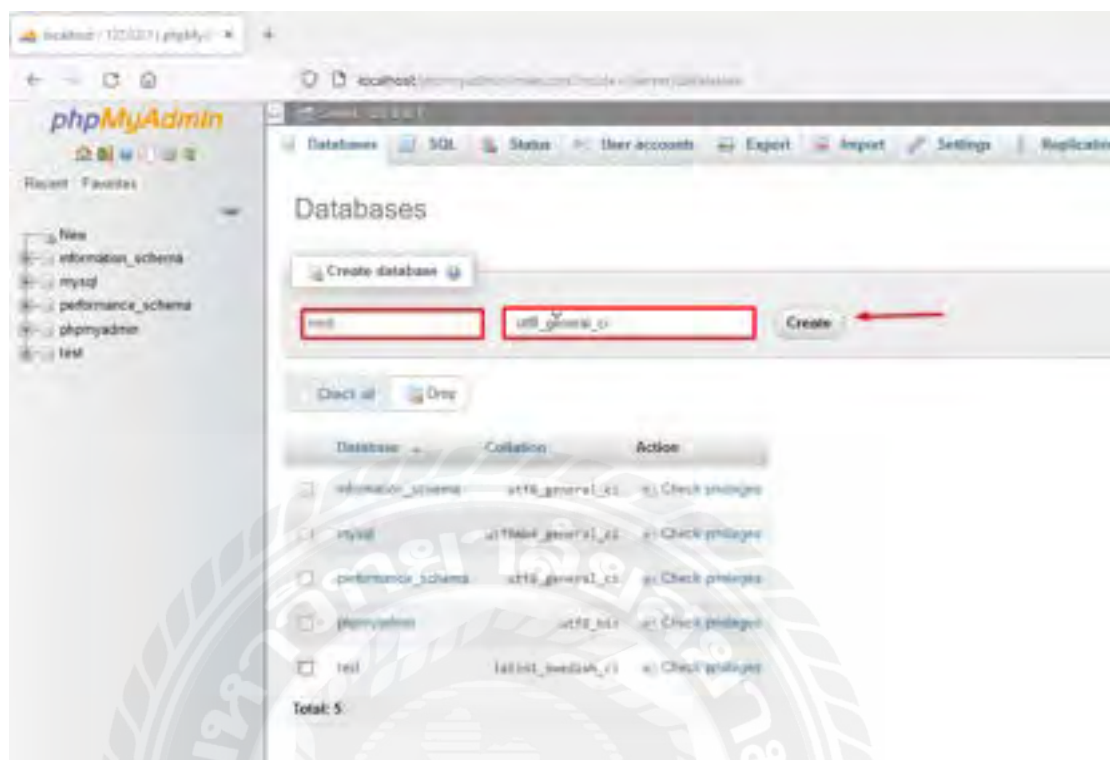 localhost
phpMyAdmin
Databases SQL Status User accounts Export Import Settings Replication
Recent Favorites
Databases
New
information_schema
mysql
performance_schema
phpmyadmin
test
Create database
utf8_general_ci
Create
Check all Drop
Database Collation Action
information_schema utf8_general_ci Check privileges
mysql utf8mb4_general_ci Check privileges
performance_schema utf8_general_ci Check privileges
phpmyadmin utf8_bin Check privileges
test latin1_swedish_ci Check privileges
Total: 5